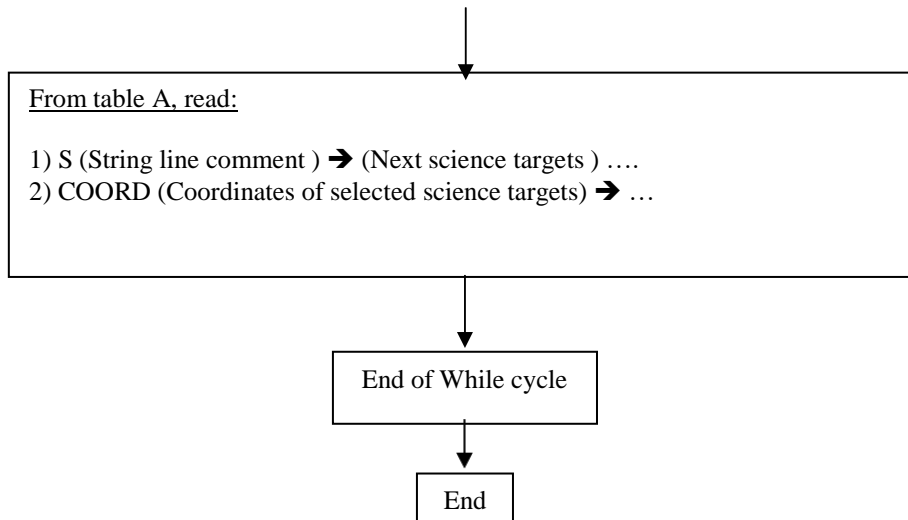 From table A, read:
1) S (String line comment ) ➔ (Next science targets ) ….
2) COORD (Coordinates of selected science targets) ➔ …
End of While cycle
End